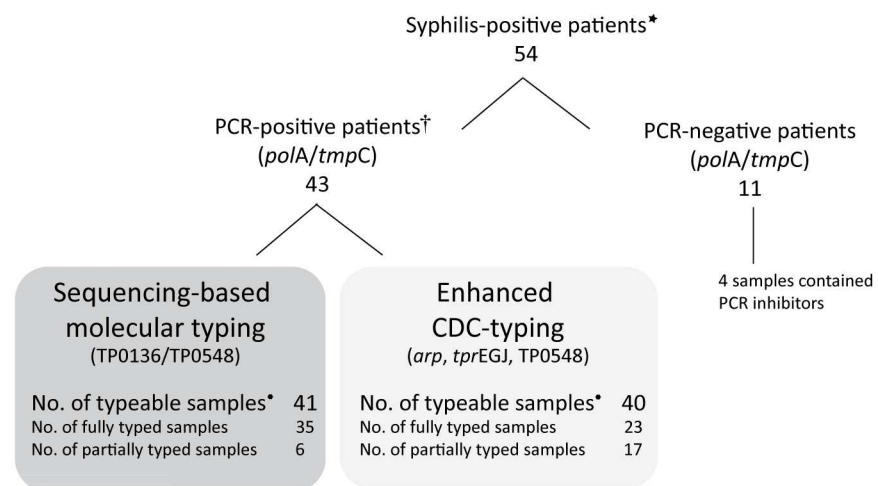 Syphilis-positive patients★
54
PCR-positive patients†
(polA/tmpC)
43
PCR-negative patients
(polA/tmpC)
11
4 samples contained
PCR inhibitors
Sequencing-based
molecular typing
(TP0136/TP0548)
No. of typeable samples• 41
No. of fully typed samples 35
No. of partially typed samples 6
Enhanced
CDC-typing
(arp, tprEGJ, TP0548)
No. of typeable samples• 40
No. of fully typed samples 23
No. of partially typed samples 17